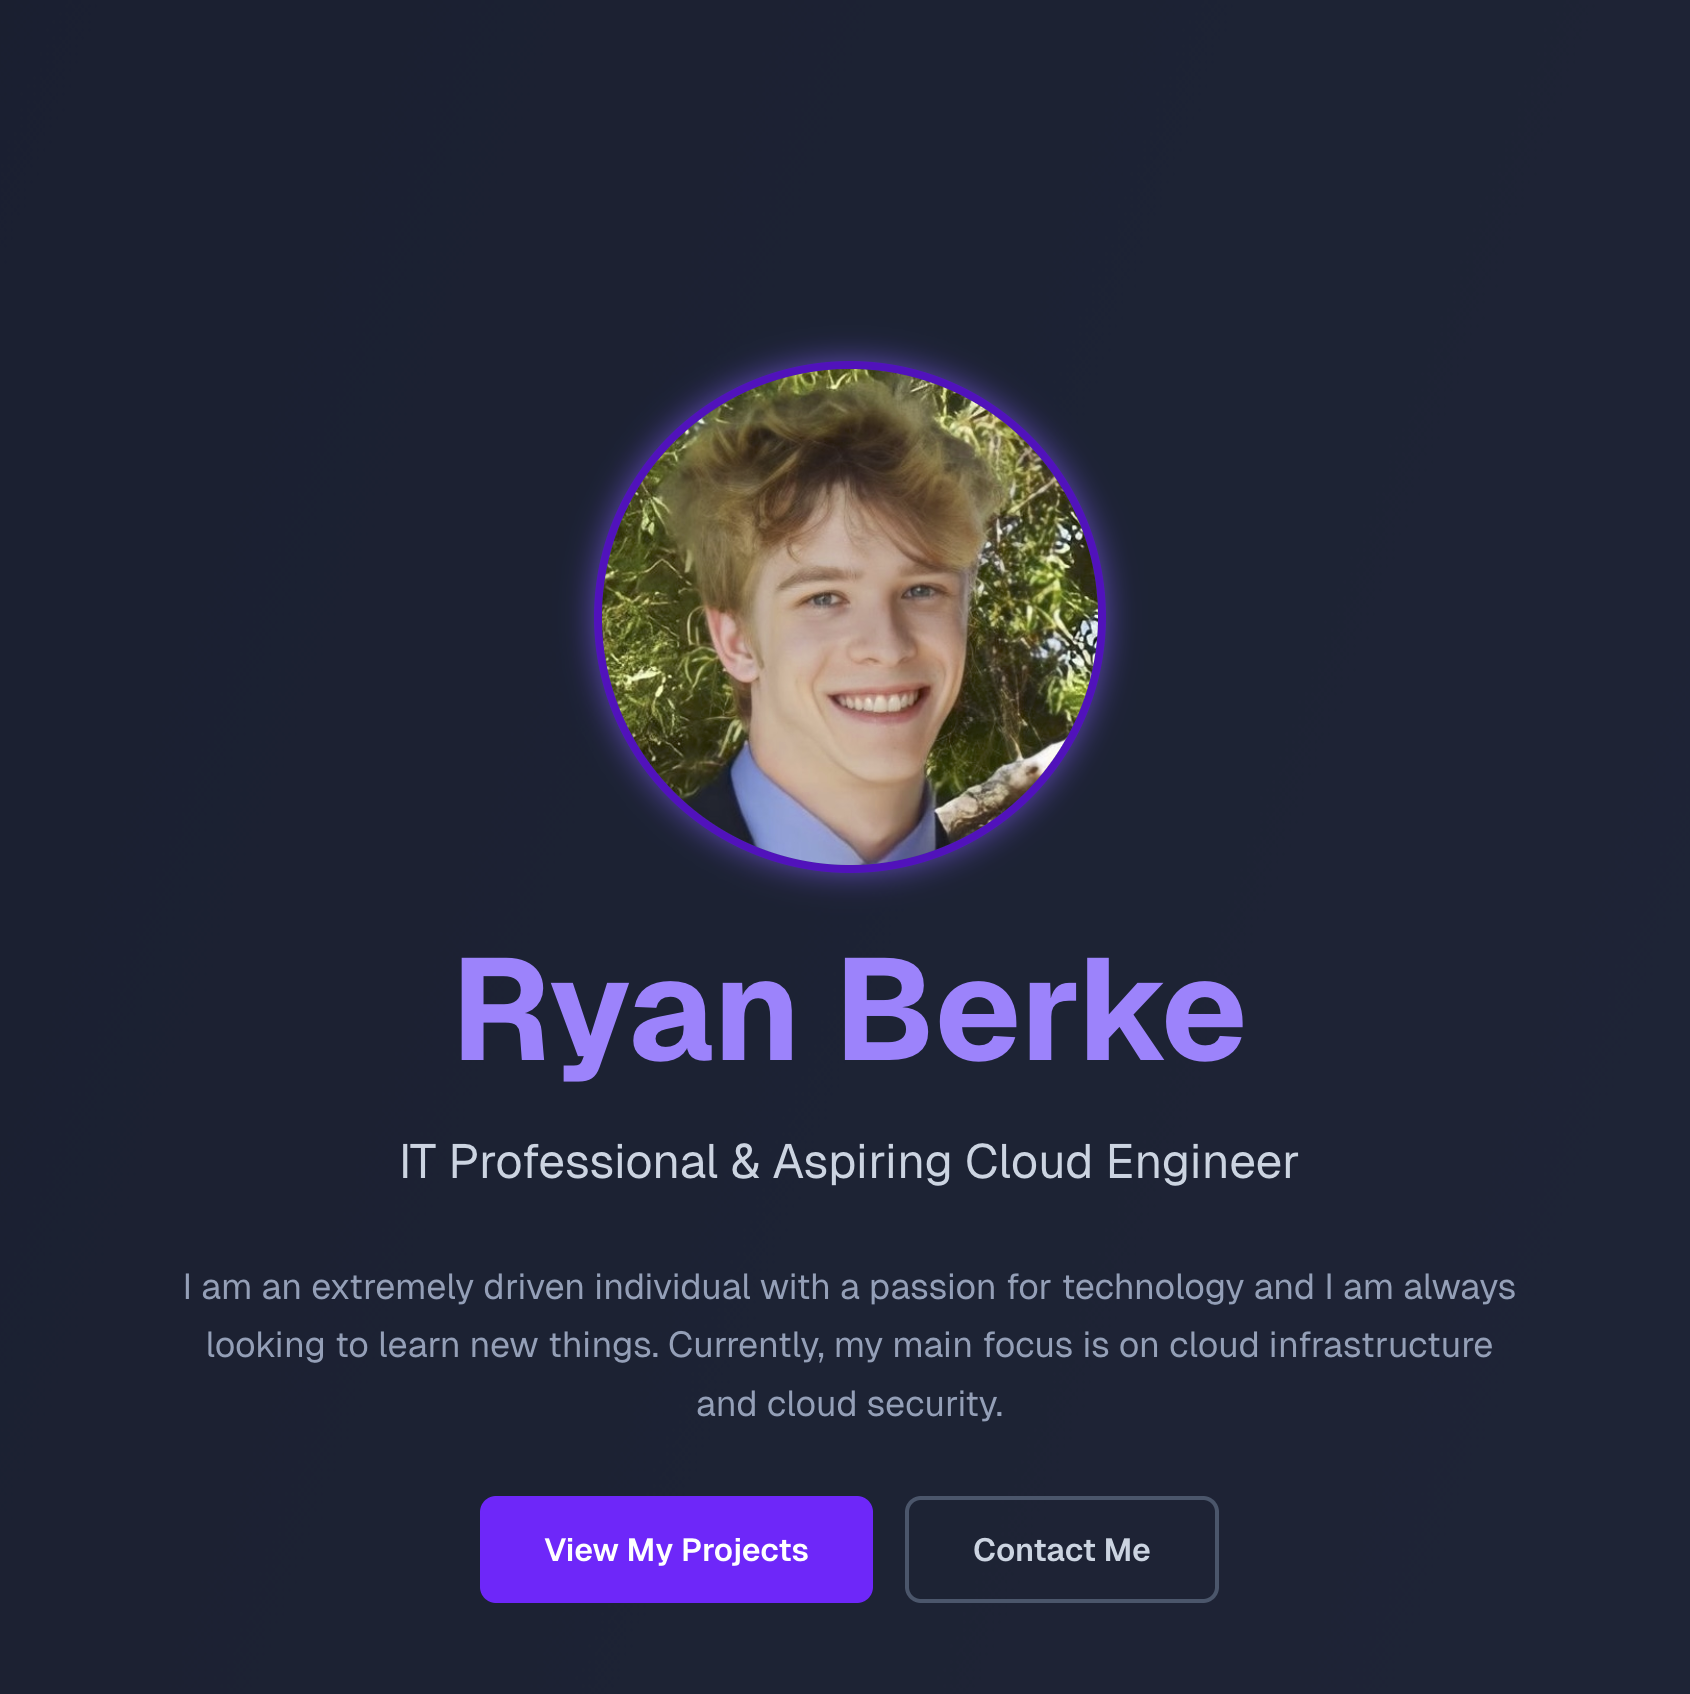 Ryan Berke
IT Professional & Aspiring Cloud Engineer
I am an extremely driven individual with a passion for technology and I am always
looking to learn new things. Currently, my main focus is on cloud infrastructure
and cloud security.
View My Projects
Contact Me